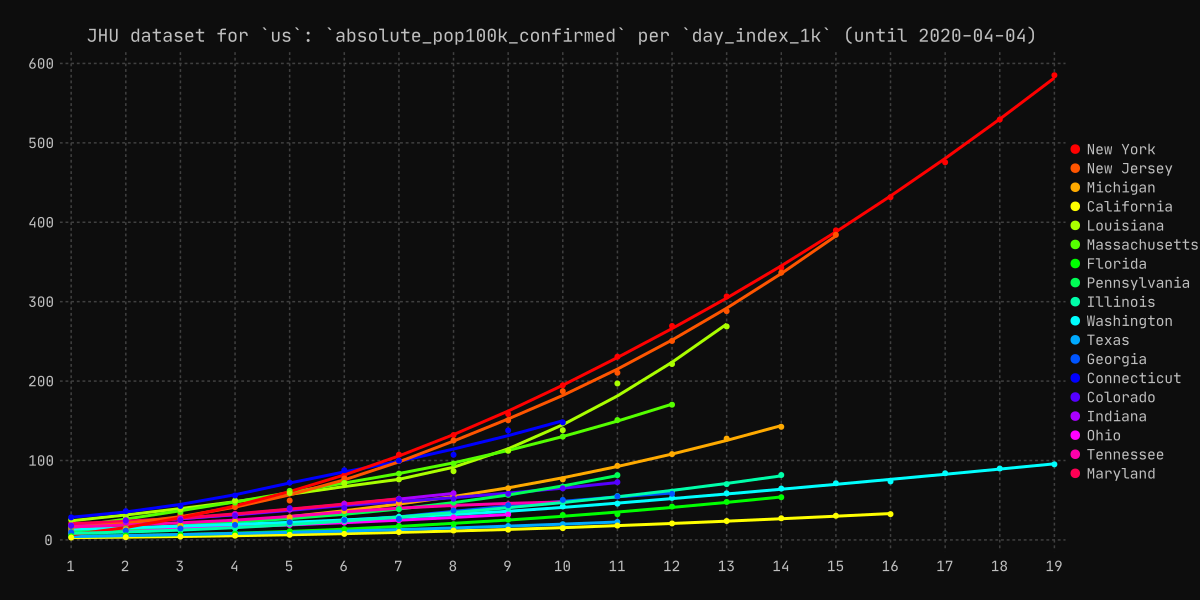 JHU dataset for `us`: `absolute_pop100k_confirmed` per `day_index_1k` (until 2020-04-04)
600
500
400
300
200
100
0
1 2 3 4 5 6 7 8 9 10 11 12 13 14 15 16 17 18 19
New York
New Jersey
Michigan
California
Louisiana
Massachusetts
Florida
Pennsylvania
Illinois
Washington
Texas
Georgia
Connecticut
Colorado
Indiana
Ohio
Tennessee
Maryland